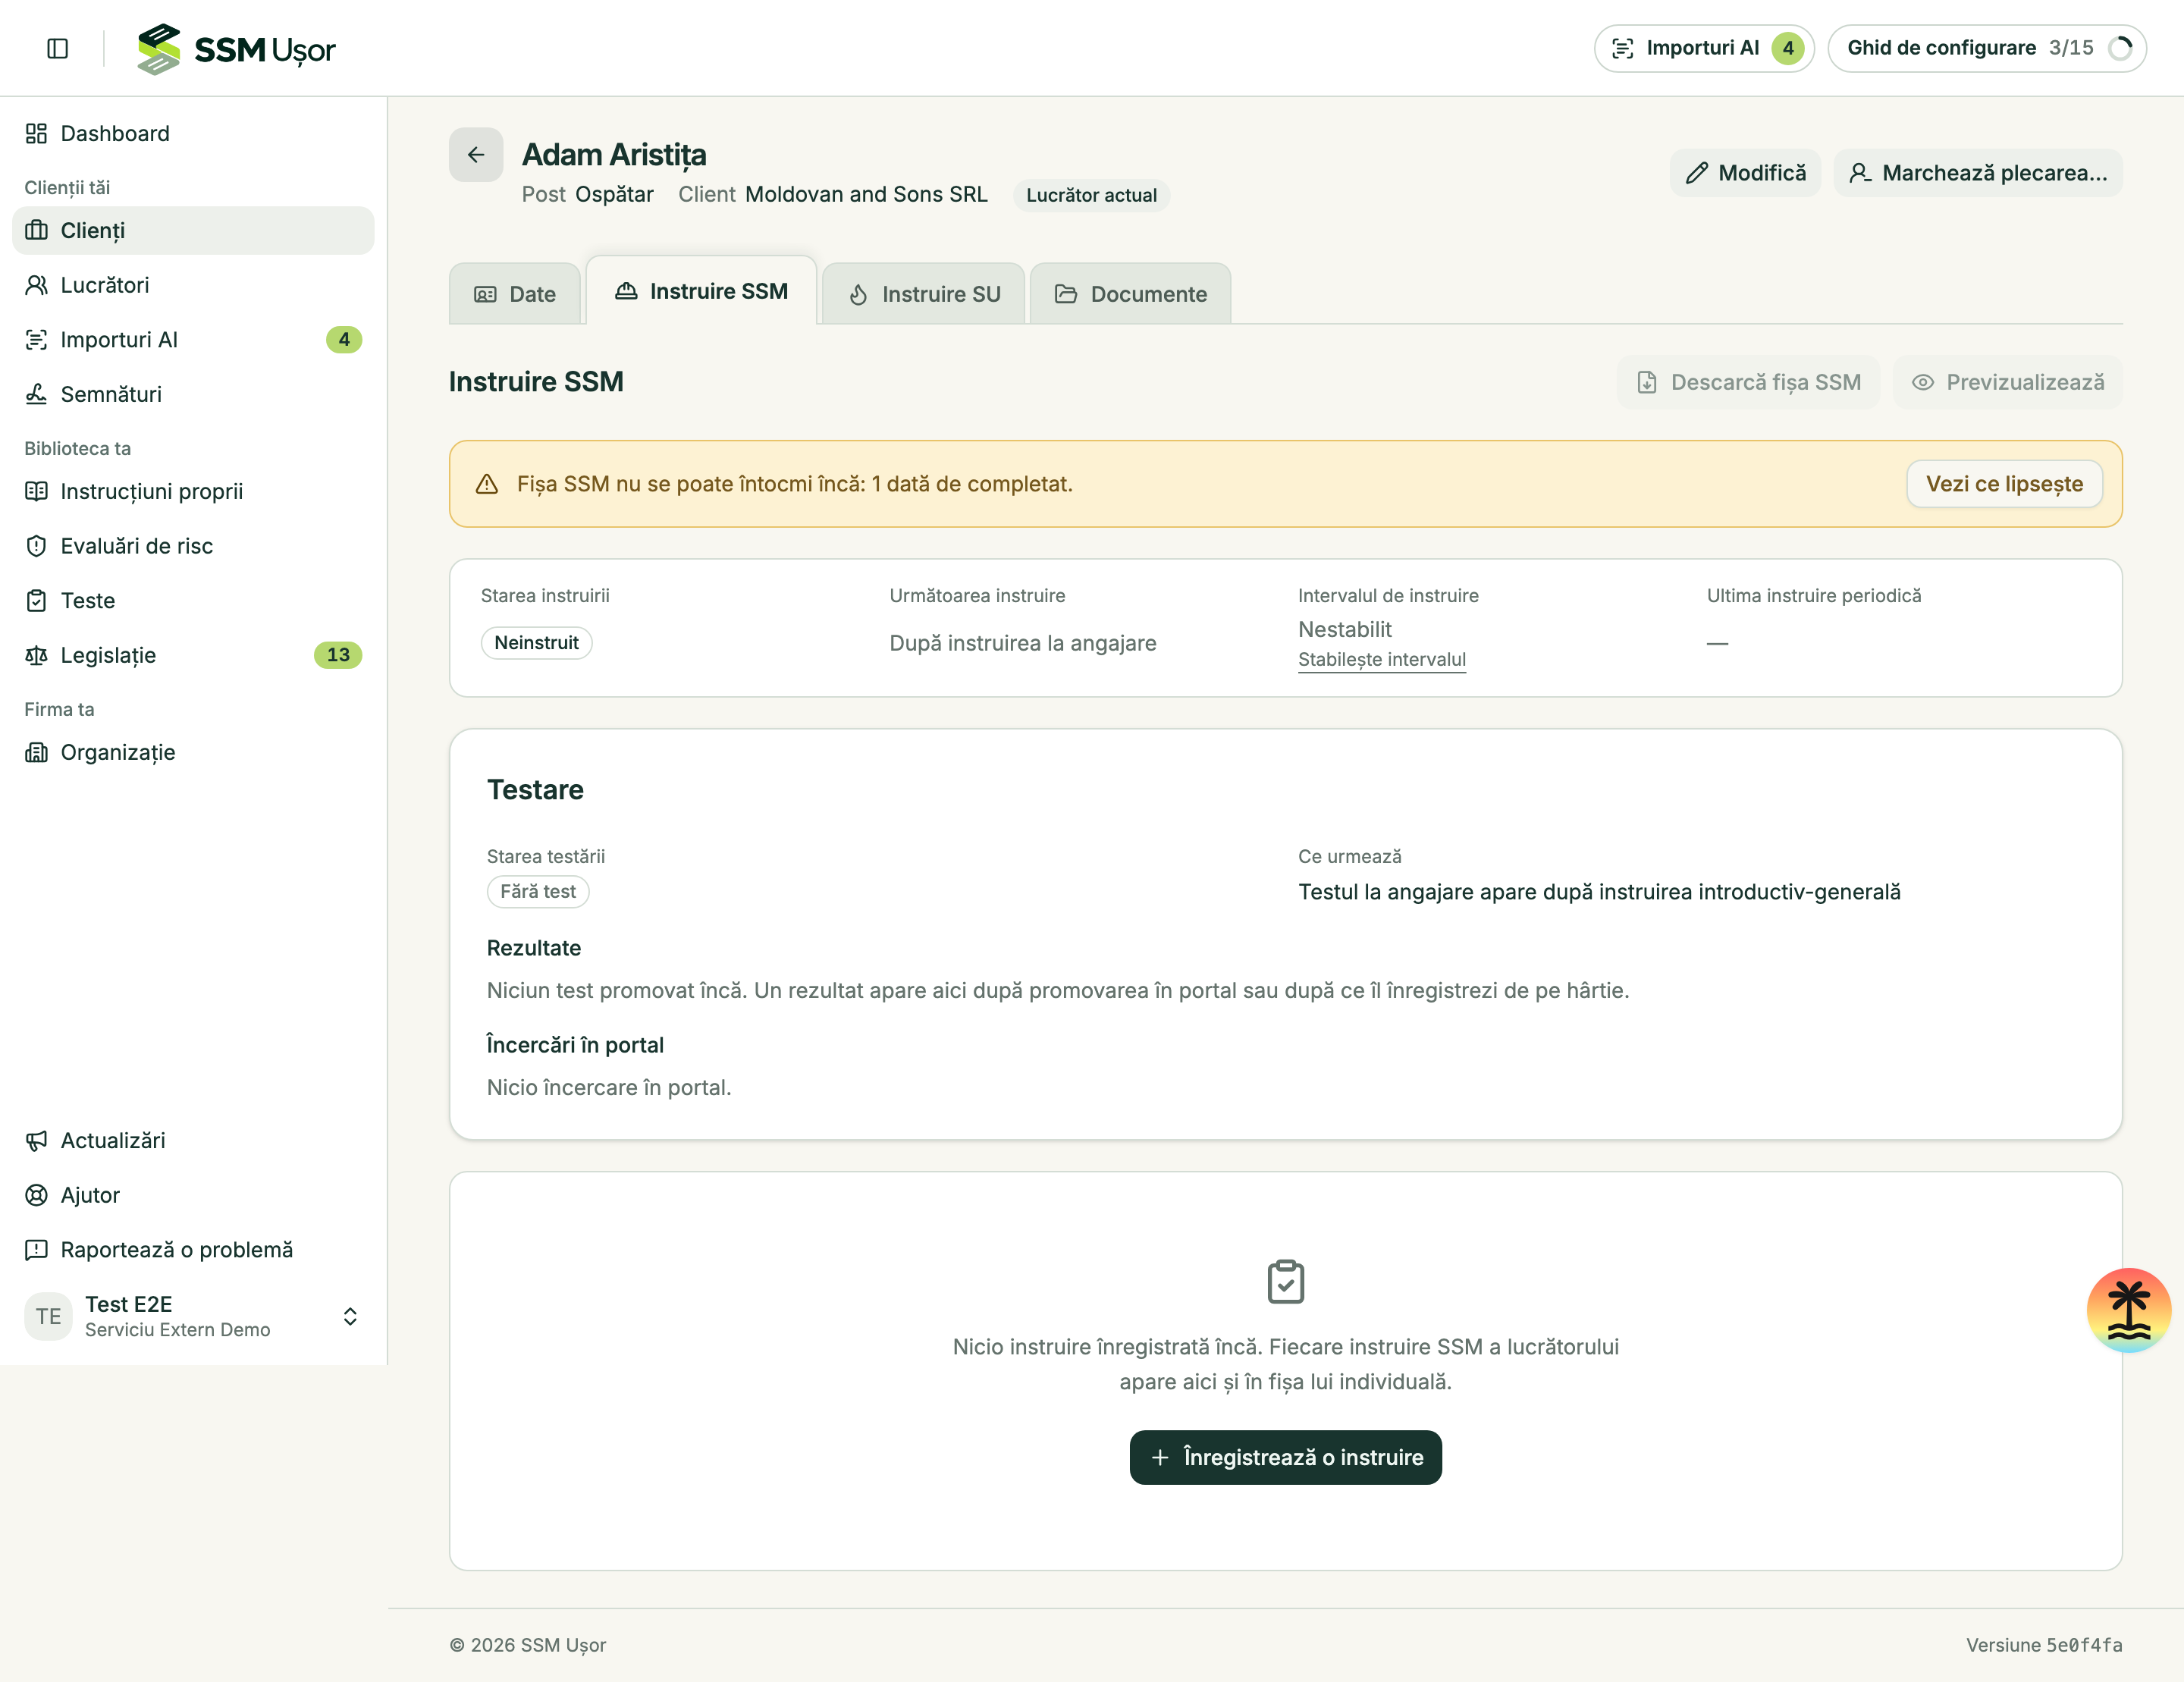 SSM Ușor
Importuri AI 4
Ghid de configurare 3/15
Dashboard
Clienții tăi
Clienți
Lucrători
Importuri AI 4
Semnături
Biblioteca ta
Instrucțiuni proprii
Evaluări de risc
Teste
Legislație 13
Firma ta
Organizație
Actualizări
Ajutor
Raportează o problemă
TE
Test E2E
Serviciu Extern Demo
Adam Aristița
Post Ospătar Client Moldovan and Sons SRL Lucrător actual
Modifică
Marchează plecarea...
Date
Instruire SSM
Instruire SU
Documente
Instruire SSM
Descarcă fișa SSM
Previzualizează
Fișa SSM nu se poate întocmi încă: 1 dată de completat.
Vezi ce lipsește
Starea instruirii
Neinstruit
Următoarea instruire
După instruirea la angajare
Intervalul de instruire
Nestabilit
Stabilește intervalul
Ultima instruire periodică
—
Testare
Starea testării
Fără test
Ce urmează
Testul la angajare apare după instruirea introductiv-generală
Rezultate
Niciun test promovat încă. Un rezultat apare aici după promovarea în portal sau după ce îl înregistrezi de pe hârtie.
Încercări în portal
Nicio încercare în portal.
Nicio instruire înregistrată încă. Fiecare instruire SSM a lucrătorului
apare aici și în fișa lui individuală.
+ Înregistrează o instruire
© 2026 SSM Ușor
Versiune 5e0f4fa